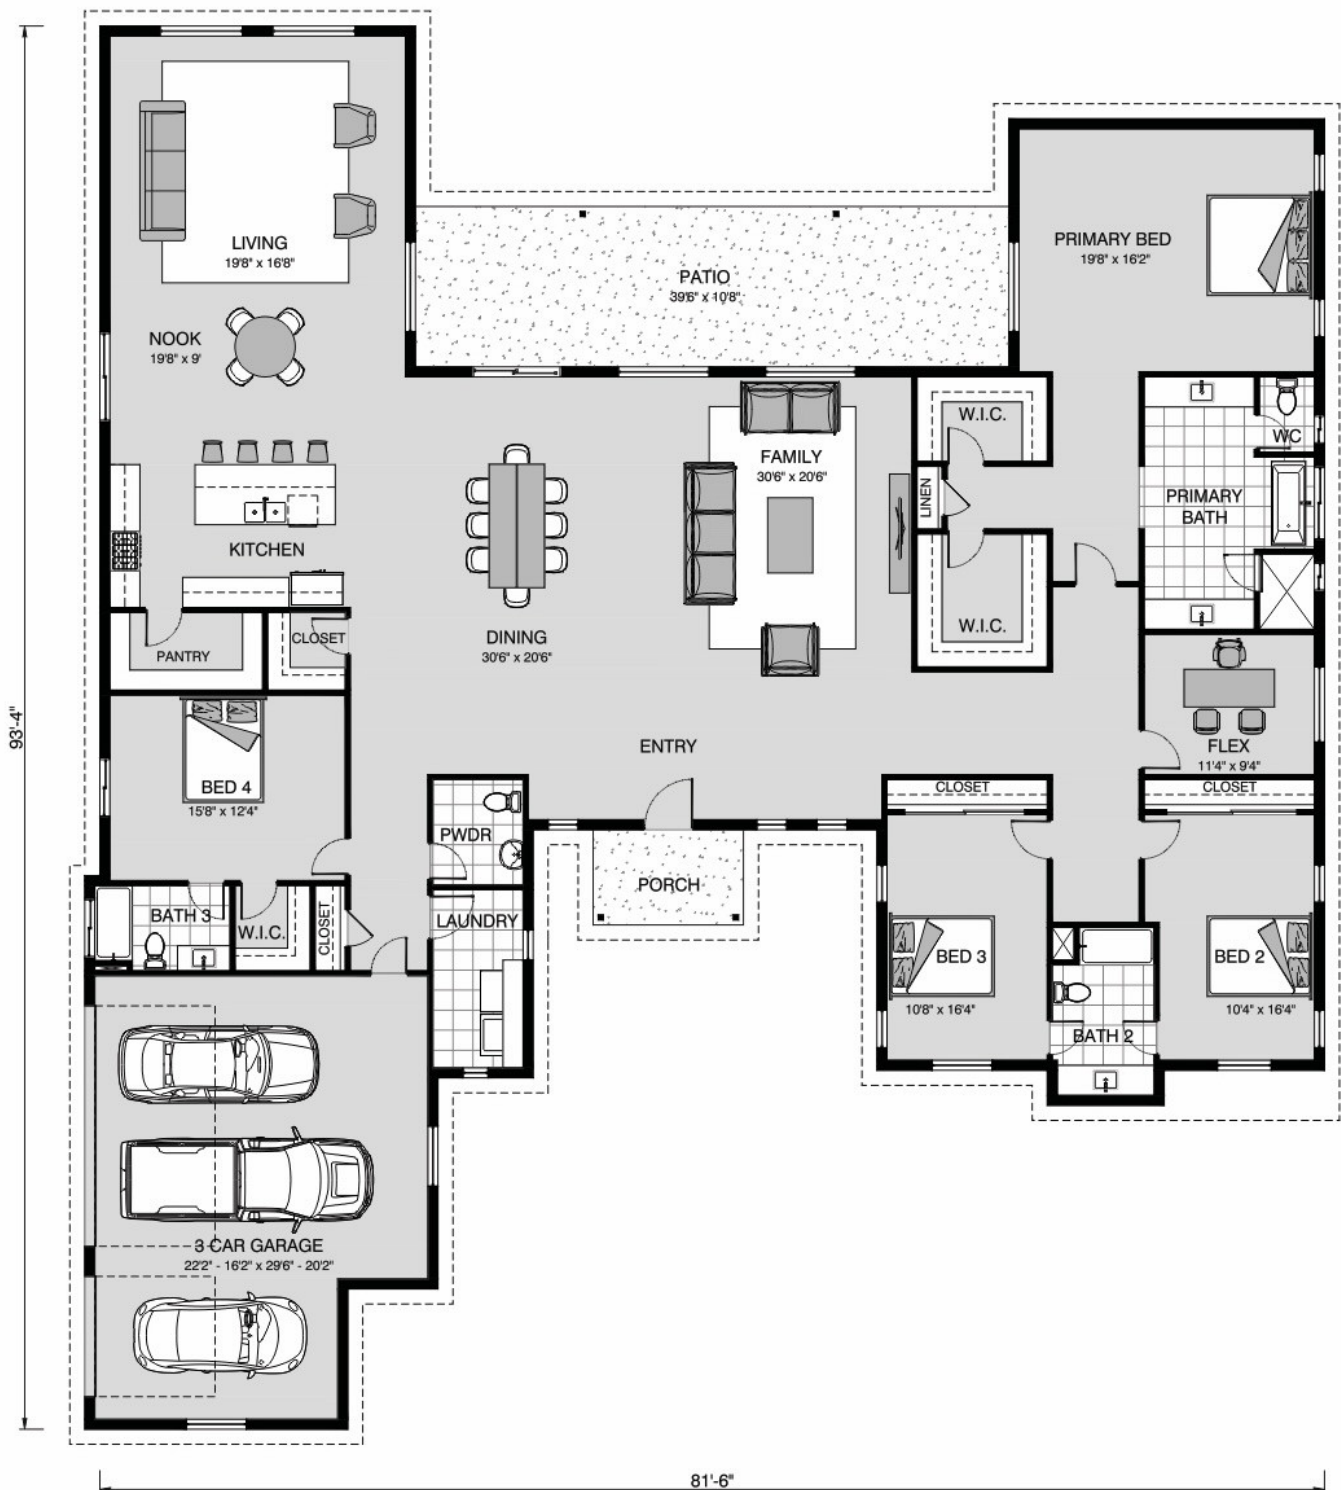 LIVING
19'8" x 16'8"
PRIMARY BED
19'8" x 16'2"
PATIO
39'6" x 10'8"
NOOK
19'8" x 9'
W.I.C.
WC
FAMILY
30'6" x 20'6"
LINEN
PRIMARY
BATH
KITCHEN
W.I.C.
CLOSET
DINING
30'6" x 20'6"
PANTRY
93'-4"
ENTRY
FLEX
11'4" x 9'4"
BED 4
15'8" x 12'4"
CLOSET
CLOSET
PWDR
PORCH
BATH 3
W.I.C.
CLOSET
LAUNDRY
BED 3
10'8" x 16'4"
BED 2
10'4" x 16'4"
BATH 2
3 CAR GARAGE
22'2" - 16'2" x 29'6" - 20'2"
81'-6"